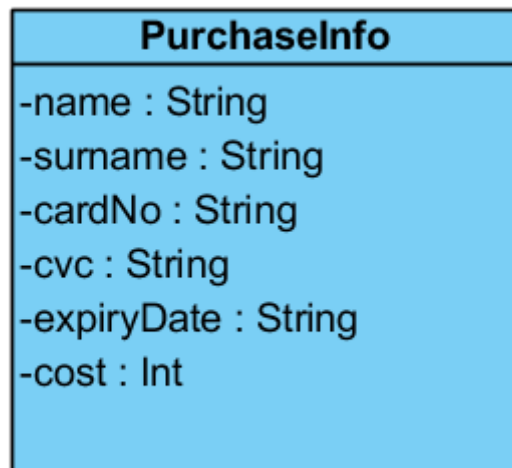 PurchaseInfo
-name : String
-surname : String
-cardNo : String
-cvc : String
-expiryDate : String
-cost : Int